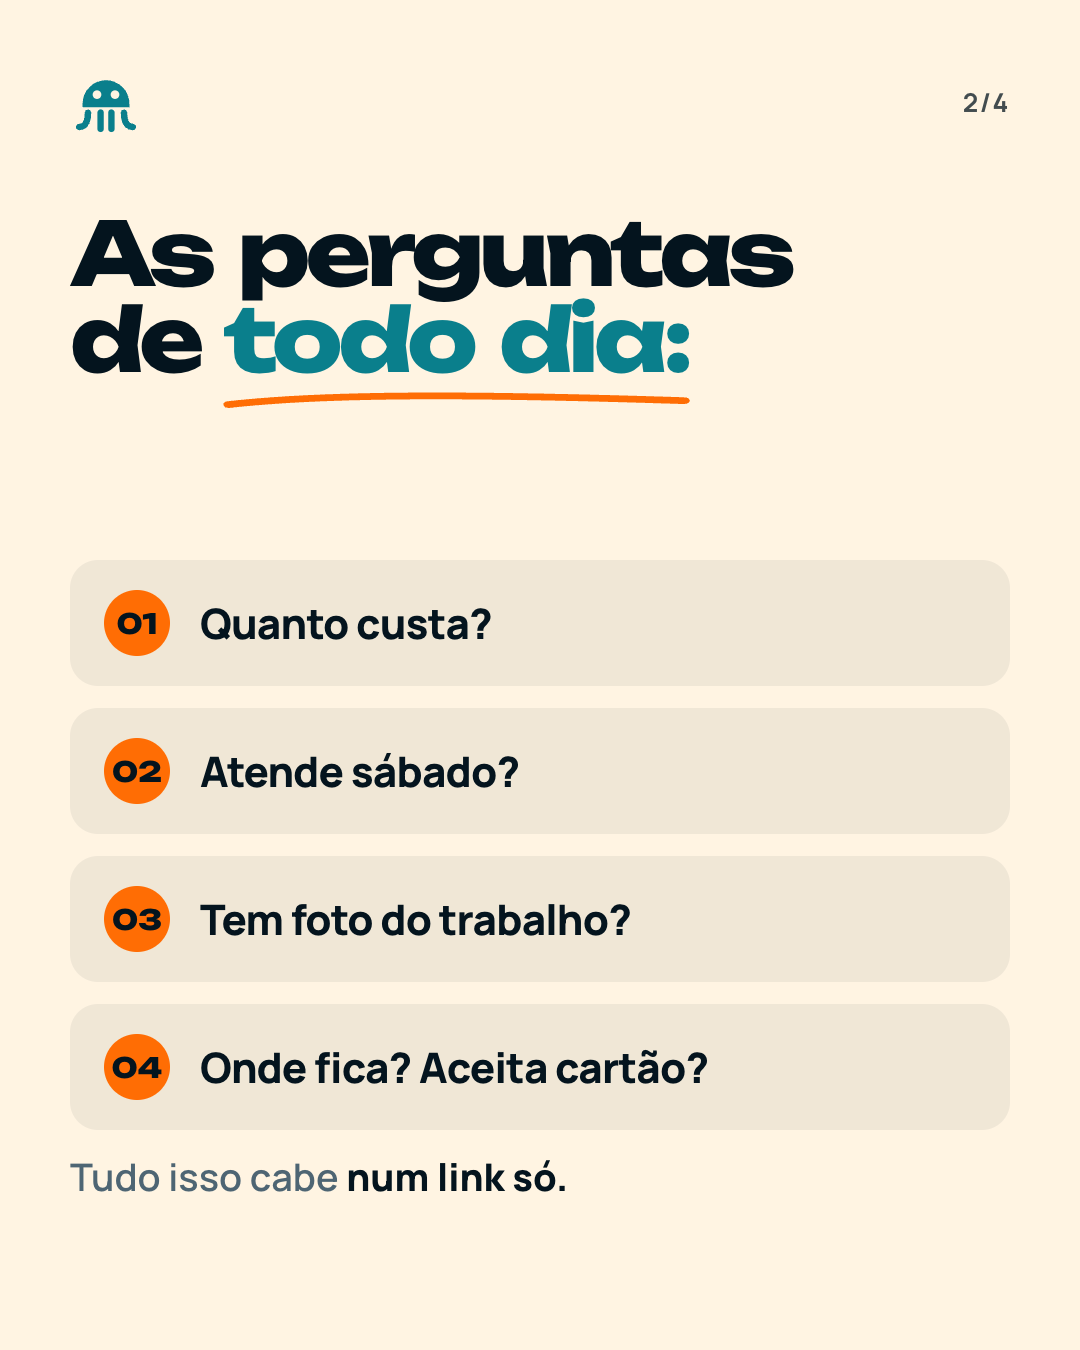 2/4
As perguntas
de todo dia:
01 Quanto custa?
02 Atende sábado?
03 Tem foto do trabalho?
04 Onde fica? Aceita cartão?
Tudo isso cabe num link só.